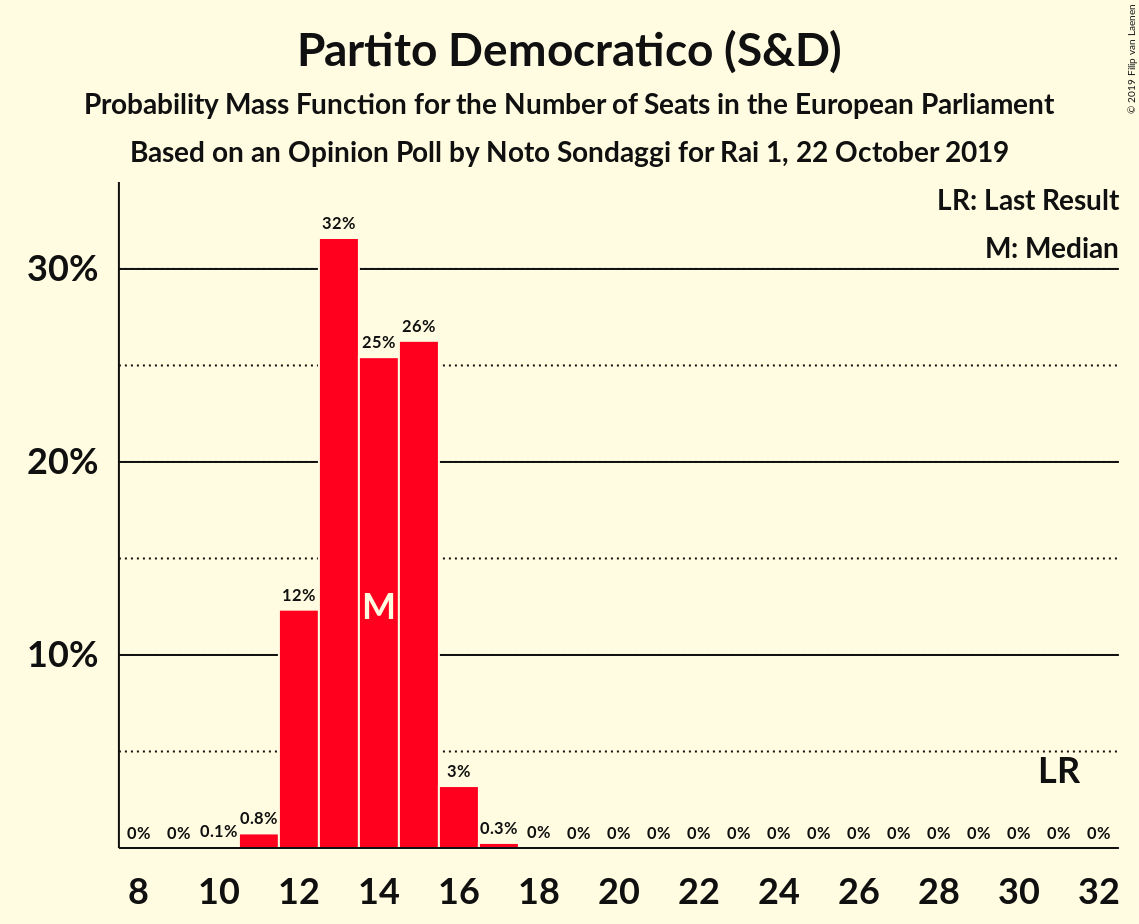 Partito Democratico (S&D)
Probability Mass Function for the Number of Seats in the European Parliament
Based on an Opinion Poll by Noto Sondaggi for Rai 1, 22 October 2019
© 2019 Filip van Laenen
LR: Last Result
M: Median
30%
20%
10%
0% 0% 0.1% 0.8% 12% 32% 25% 26% 3% 0.3% 0% 0% 0% 0% 0% 0% 0% 0% 0% 0% 0% 0% 0% 0% 0%
M
LR
8 10 12 14 16 18 20 22 24 26 28 30 32